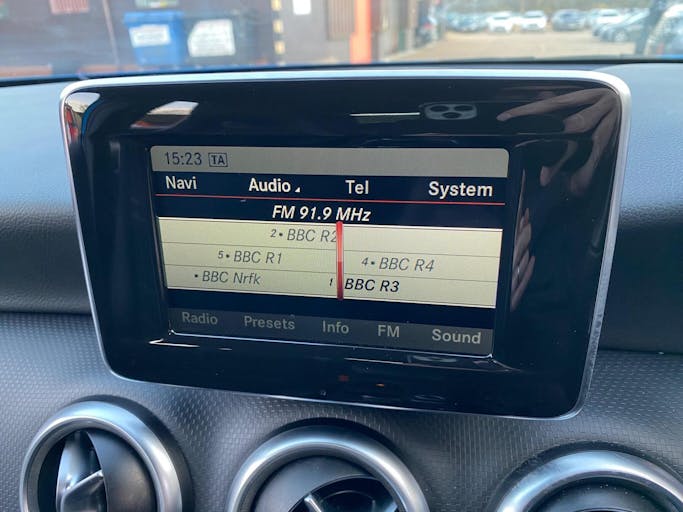 15:23 TA
Navi Audio Tel System
FM 91.9 MHz
2• BBC R2
5• BBC R1
4• BBC R4
• BBC Nrfk
1 BBC R3
Radio Presets Info FM Sound